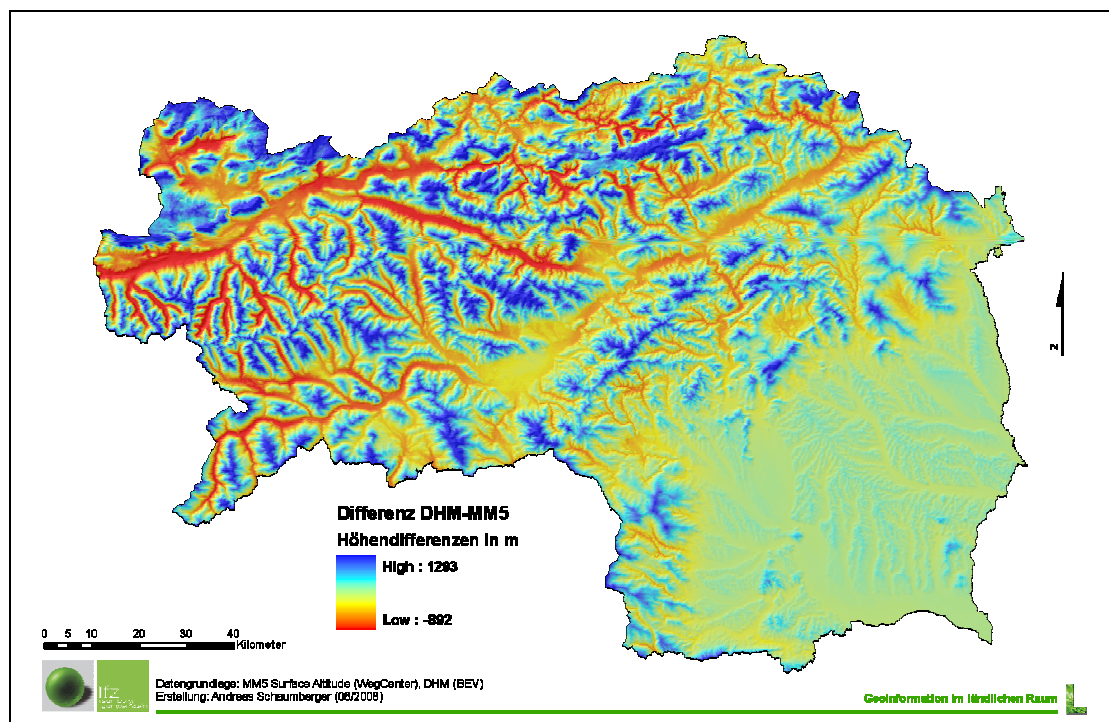 N
Differenz DHM-MM5
Höhendifferenzen in m
High : 1293
Low : -892
0 5 10 20 30 40
Kilometer
lfz
Datengrundlage: MM5 Surface Altitude (WegCenter), DHM (BEV)
Erstellung: Andreas Schaumberger (06/2008)
Geoinformation im ländlichen Raum